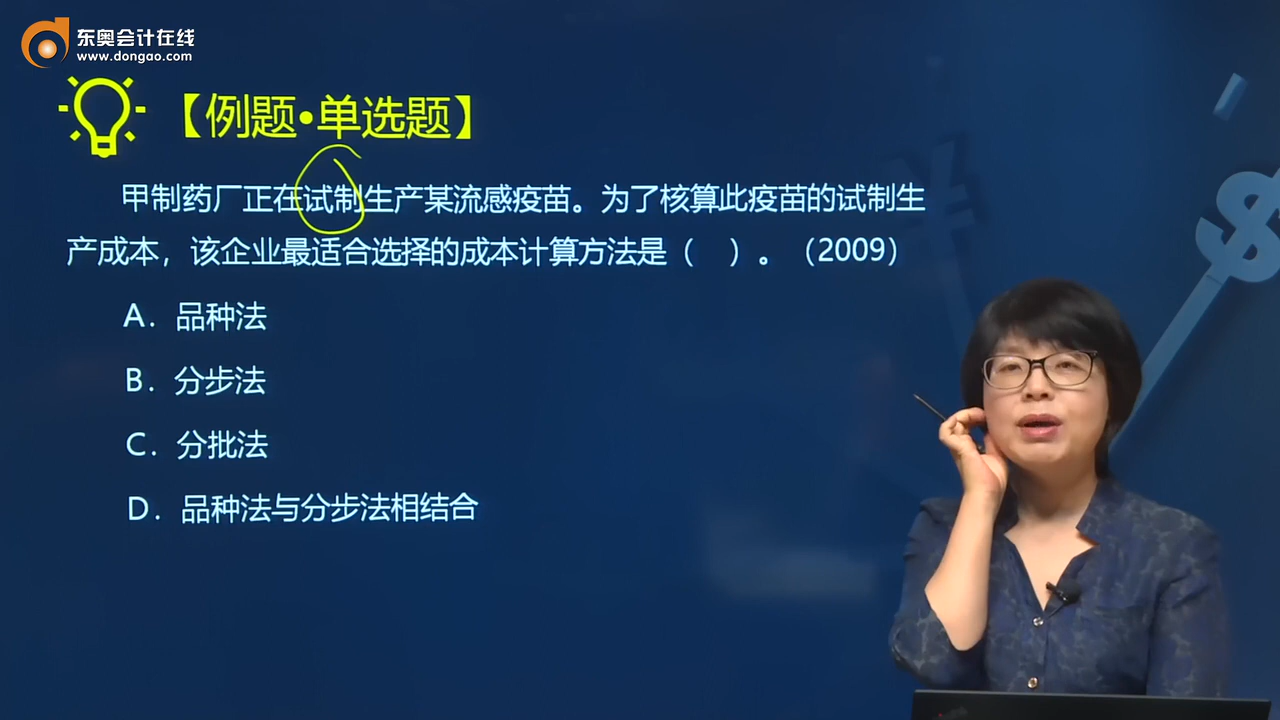 东奥会计在线
www.dongao.com
【例题•单选题】
甲制药厂正在试制生产某流感疫苗。为了核算此疫苗的试制生
产成本，该企业最适合选择的成本计算方法是（　）。（2009）
A. 品种法
B. 分步法
C. 分批法
D. 品种法与分步法相结合